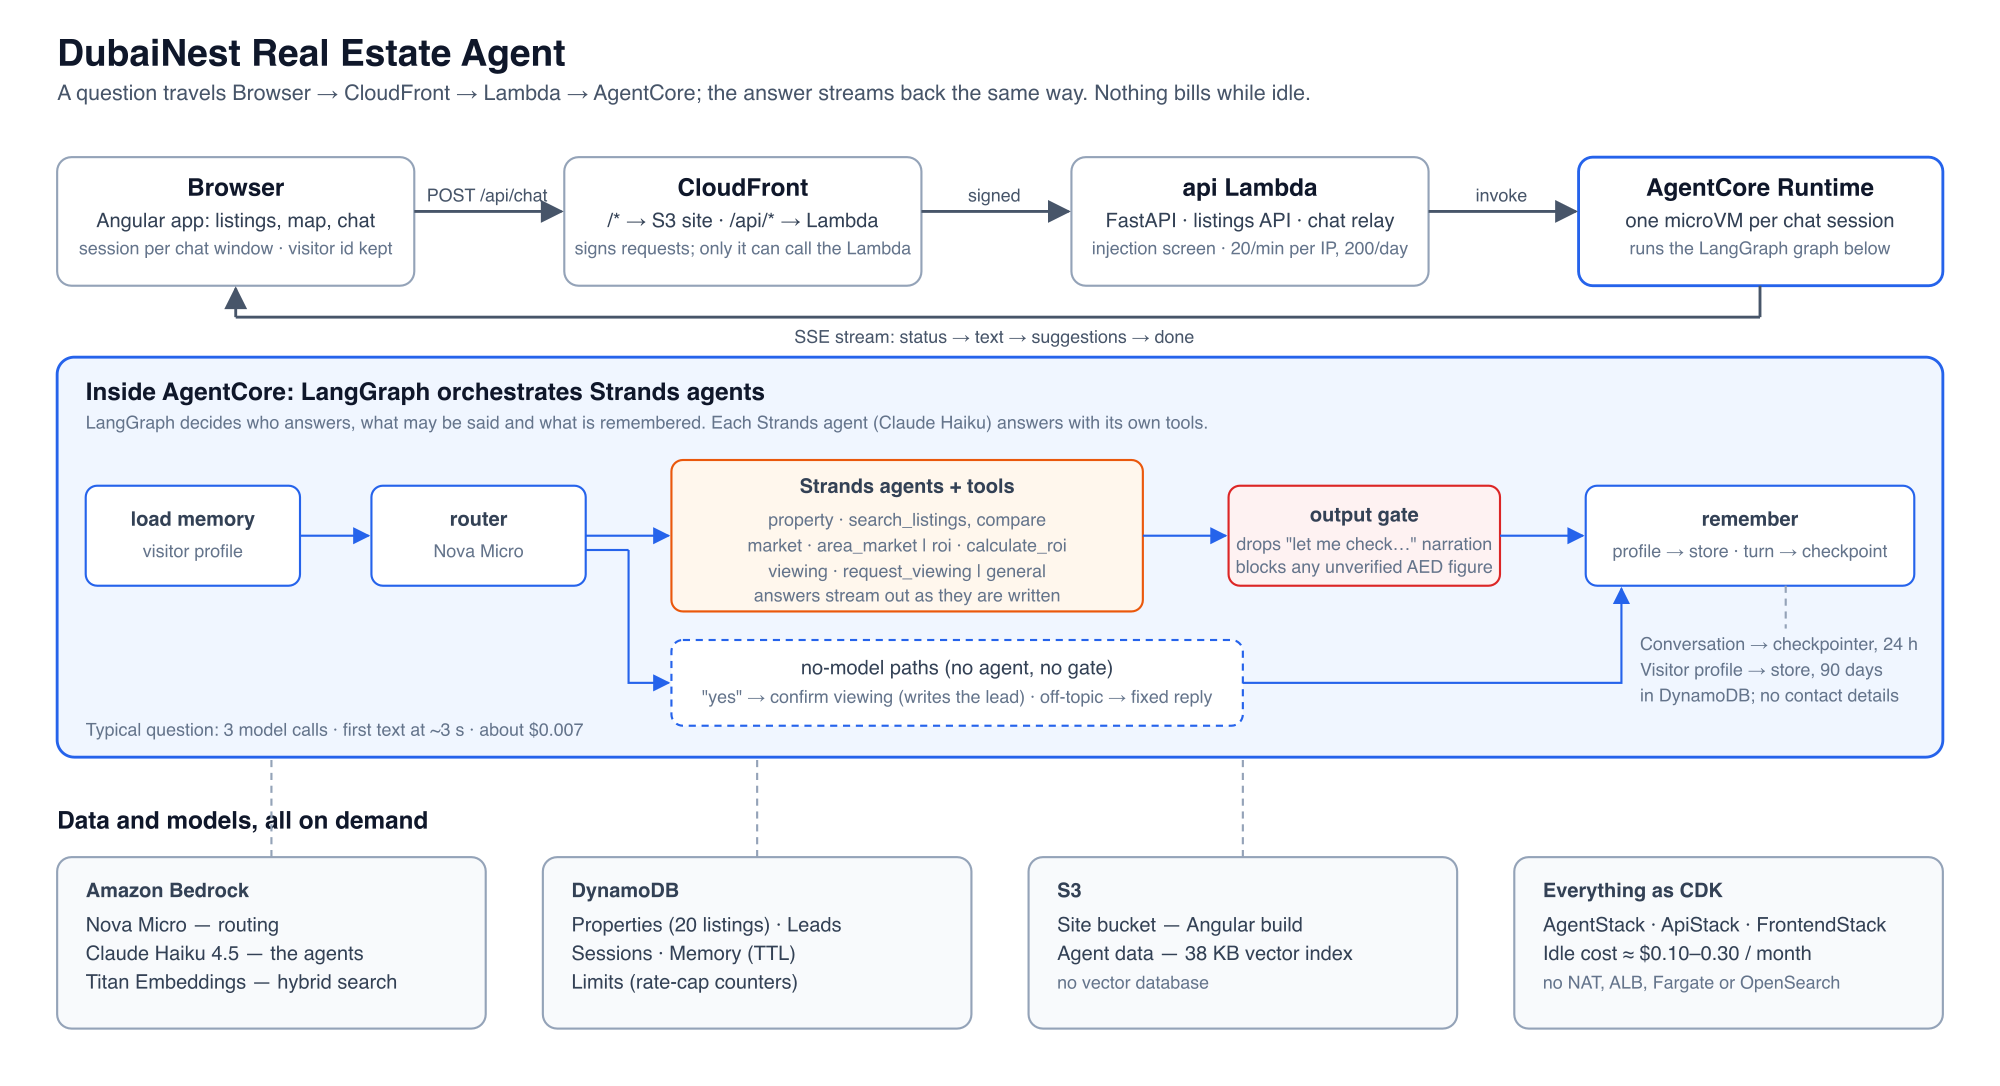 DubaiNest Real Estate Agent
A question travels Browser → CloudFront → Lambda → AgentCore; the answer streams back the same way. Nothing bills while idle.
Browser
Angular app: listings, map, chat
session per chat window · visitor id kept
POST /api/chat
CloudFront
/* → S3 site · /api/* → Lambda
signs requests; only it can call the Lambda
signed
api Lambda
FastAPI · listings API · chat relay
injection screen · 20/min per IP, 200/day
invoke
AgentCore Runtime
one microVM per chat session
runs the LangGraph graph below
SSE stream: status → text → suggestions → done
Inside AgentCore: LangGraph orchestrates Strands agents
LangGraph decides who answers, what may be said and what is remembered. Each Strands agent (Claude Haiku) answers with its own tools.
load memory
visitor profile
router
Nova Micro
Strands agents + tools
property · search_listings, compare
market · area_market | roi · calculate_roi
viewing · request_viewing | general
answers stream out as they are written
output gate
drops "let me check…" narration
blocks any unverified AED figure
remember
profile → store · turn → checkpoint
no-model paths (no agent, no gate)
"yes" → confirm viewing (writes the lead) · off-topic → fixed reply
Conversation → checkpointer, 24 h
Visitor profile → store, 90 days
in DynamoDB; no contact details
Typical question: 3 model calls · first text at ~3 s · about $0.007
Data and models, all on demand
Amazon Bedrock
Nova Micro — routing
Claude Haiku 4.5 — the agents
Titan Embeddings — hybrid search
DynamoDB
Properties (20 listings) · Leads
Sessions · Memory (TTL)
Limits (rate-cap counters)
S3
Site bucket — Angular build
Agent data — 38 KB vector index
no vector database
Everything as CDK
AgentStack · ApiStack · FrontendStack
Idle cost ≈ $0.10–0.30 / month
no NAT, ALB, Fargate or OpenSearch